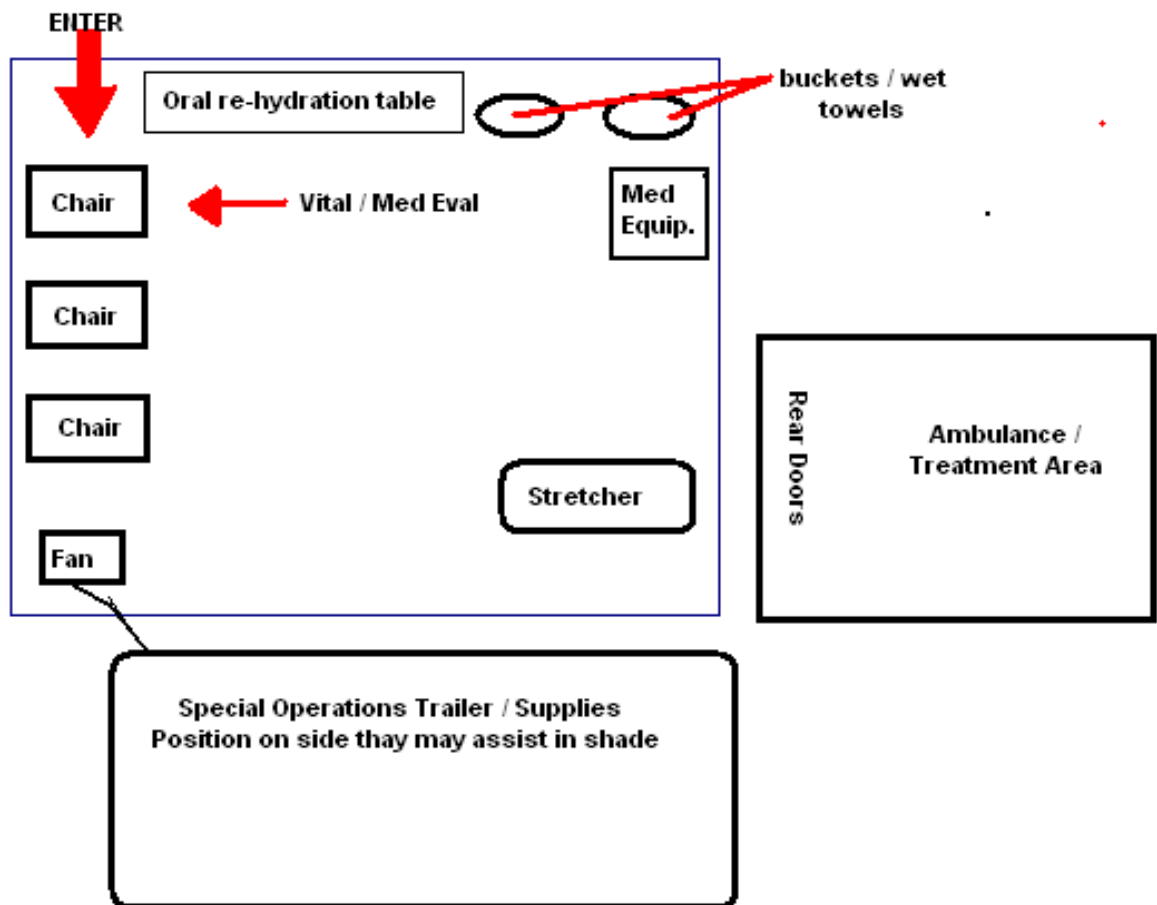 ENTER
Oral re-hydration table
buckets / wet
towels
Chair
Vital / Med Eval
Med
Equip.
Chair
Chair
Rear Doors
Ambulance /
Treatment Area
Stretcher
Fan
Special Operations Trailer / Supplies
Position on side thay may assist in shade